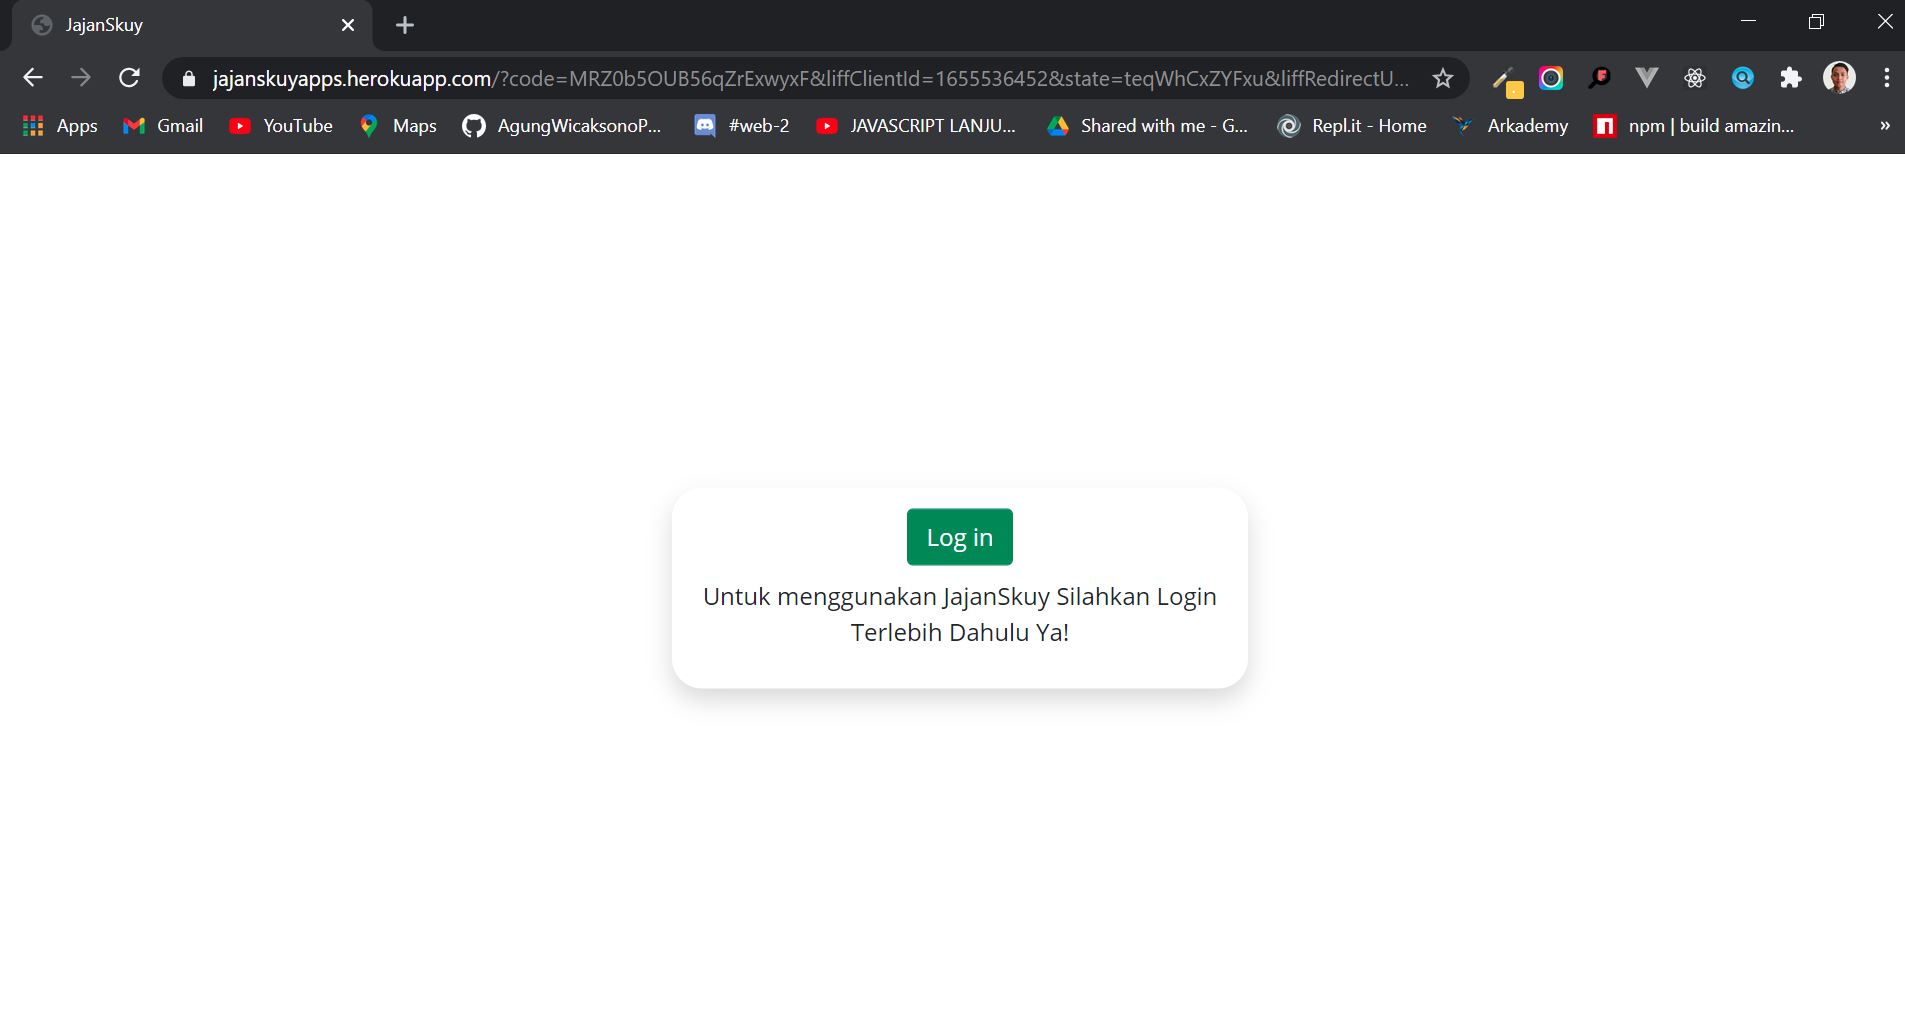 JajanSkuy
jajanskuyapps.herokuapp.com/?code=MRZ0b5OUB56qZrExwyxF&liffClientId=1655536452&state=teqWhCxZYFxu&liffRedirectU...
Apps Gmail YouTube Maps AgungWicaksonoP... #web-2 JAVASCRIPT LANJU... Shared with me - G... Repl.it - Home Arkademy npm | build amazin... »
Log in
Untuk menggunakan JajanSkuy Silahkan Login
Terlebih Dahulu Ya!